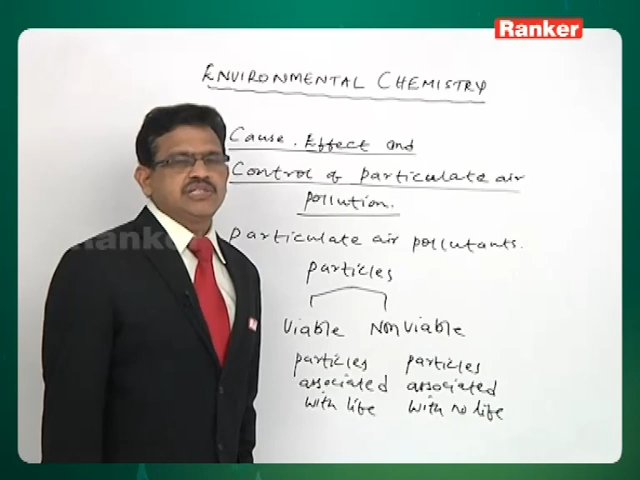 Ranker
ENVIRONMENTAL CHEMISTRY
Cause. Effect and
Control of particulate air
pollution.
particulate air pollutants.
Ranker
particles
viable Nonviable
particles particles
associated associated
with life with no life